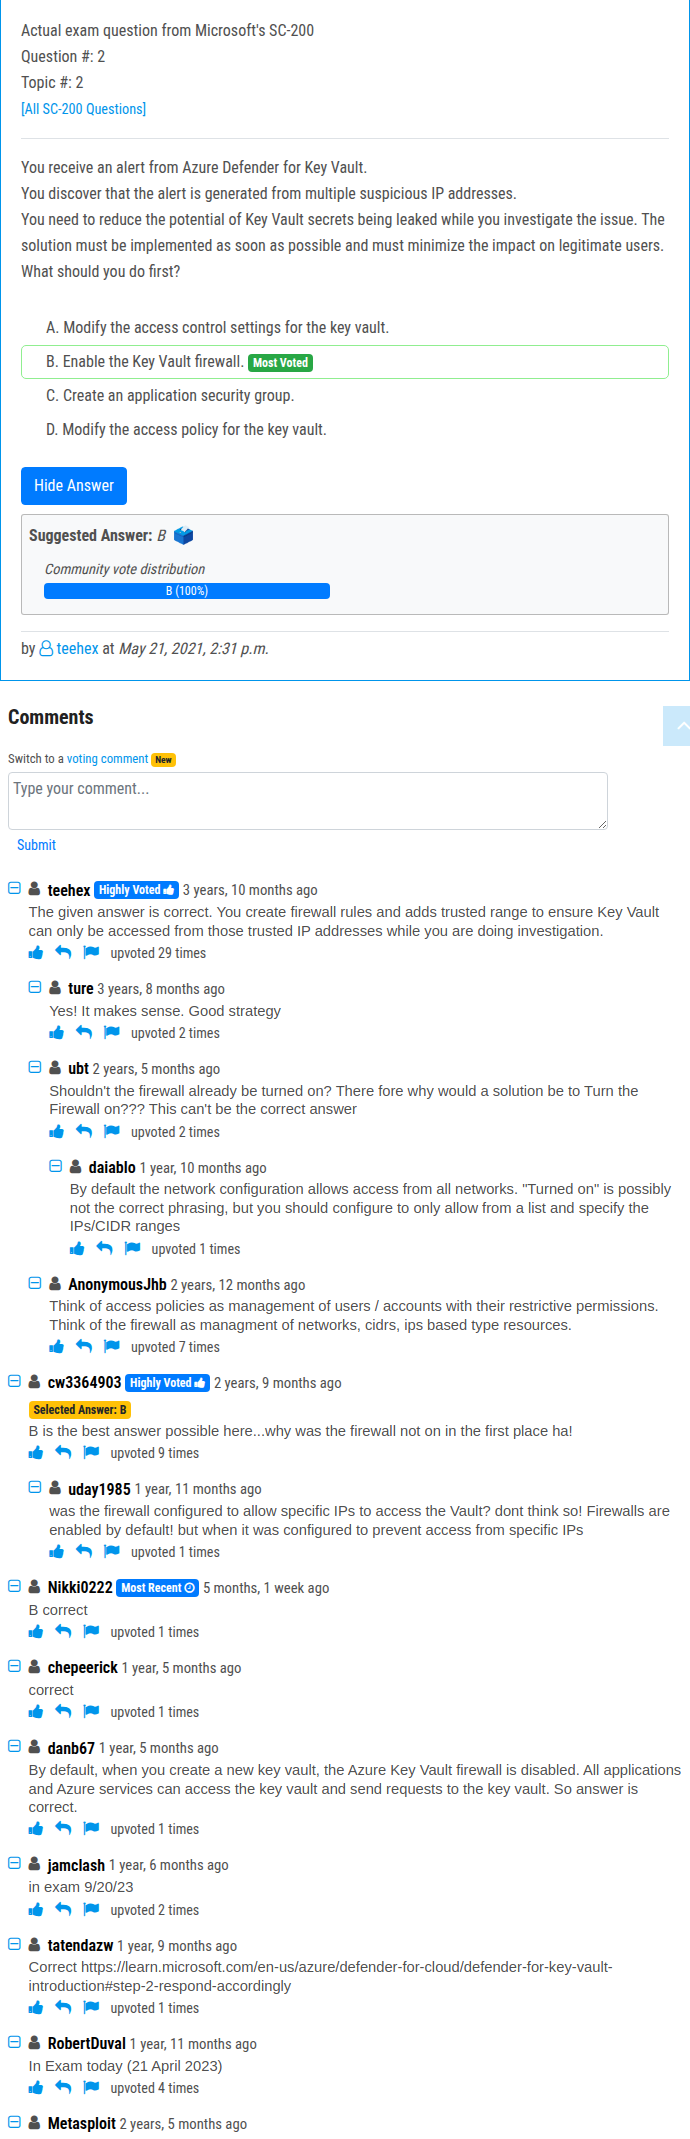 Actual exam question from Microsoft's SC-200
Question #: 2
Topic #: 2
[All SC-200 Questions]
You receive an alert from Azure Defender for Key Vault.
You discover that the alert is generated from multiple suspicious IP addresses.
You need to reduce the potential of Key Vault secrets being leaked while you investigate the issue. The
solution must be implemented as soon as possible and must minimize the impact on legitimate users.
What should you do first?
A. Modify the access control settings for the key vault.
B. Enable the Key Vault firewall. Most Voted
C. Create an application security group.
D. Modify the access policy for the key vault.
Hide Answer
Suggested Answer: B
Community vote distribution
B (100%)
by teehex at May 21, 2021, 2:31 p.m.
Comments
Switch to a voting comment New
Type your comment...
Submit
teehex Highly Voted 3 years, 10 months ago
The given answer is correct. You create firewall rules and adds trusted range to ensure Key Vault
can only be accessed from those trusted IP addresses while you are doing investigation.
upvoted 29 times
ture 3 years, 8 months ago
Yes! It makes sense. Good strategy
upvoted 2 times
ubt 2 years, 5 months ago
Shouldn't the firewall already be turned on? There fore why would a solution be to Turn the
Firewall on??? This can't be the correct answer
upvoted 2 times
daiablo 1 year, 10 months ago
By default the network configuration allows access from all networks. "Turned on" is possibly
not the correct phrasing, but you should configure to only allow from a list and specify the
IPs/CIDR ranges
upvoted 1 times
AnonymousJhb 2 years, 12 months ago
Think of access policies as management of users / accounts with their restrictive permissions.
Think of the firewall as managment of networks, cidrs, ips based type resources.
upvoted 7 times
cw3364903 Highly Voted 2 years, 9 months ago
Selected Answer: B
B is the best answer possible here...why was the firewall not on in the first place ha!
upvoted 9 times
uday1985 1 year, 11 months ago
was the firewall configured to allow specific IPs to access the Vault? dont think so! Firewalls are
enabled by default! but when it was configured to prevent access from specific IPs
upvoted 1 times
Nikki0222 Most Recent 5 months, 1 week ago
B correct
upvoted 1 times
chepeerick 1 year, 5 months ago
correct
upvoted 1 times
danb67 1 year, 5 months ago
By default, when you create a new key vault, the Azure Key Vault firewall is disabled. All applications
and Azure services can access the key vault and send requests to the key vault. So answer is
correct.
upvoted 1 times
jamclash 1 year, 6 months ago
in exam 9/20/23
upvoted 2 times
tatendazw 1 year, 9 months ago
Correct https://learn.microsoft.com/en-us/azure/defender-for-cloud/defender-for-key-vault-
introduction#step-2-respond-accordingly
upvoted 1 times
RobertDuval 1 year, 11 months ago
In Exam today (21 April 2023)
upvoted 4 times
Metasploit 2 years, 5 months ago